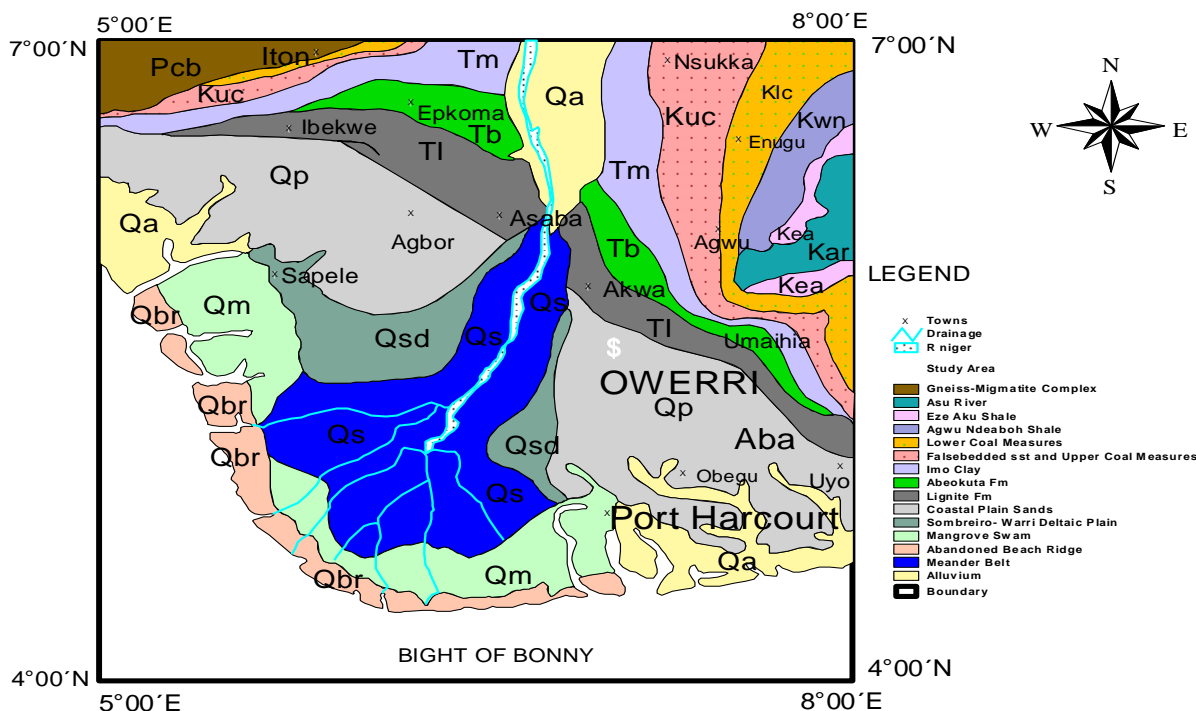 5°00´E
8°00´E
7°00´N
7°00´N
Iton
Pcb
Tm
Nsukka
Kuc
Qa
Klc
Epkoma
Kuc
Kwn
Ibekwe
Tb
Enugu
Tl
Tm
Qp
Qa
Asaba
Agbor
Agwu
Kea
Tb
Kar
Sapele
Kea
Qm
Akwa
Qs
Qbr
Qsd
Qs
Tl
Umaihia
$
OWERRI
Qp
Qbr
Qs
Aba
Qbr
Qsd
Obegu
Uyo
Qs
Port Harcourt
Qa
Qbr
Qm
BIGHT OF BONNY
4°00´N
4°00´N
5°00´E
8°00´E
N
W
E
S
LEGEND
Towns
Drainage
R niger
Study Area
Gneiss-Migmatite Complex
Asu River
Eze Aku Shale
Agwu Ndeaboh Shale
Lower Coal Measures
Falsebedded sst and Upper Coal Measures
Imo Clay
Abeokuta Fm
Lignite Fm
Coastal Plain Sands
Sombreiro- Warri Deltaic Plain
Mangrove Swam
Abandoned Beach Ridge
Meander Belt
Alluvium
Boundary